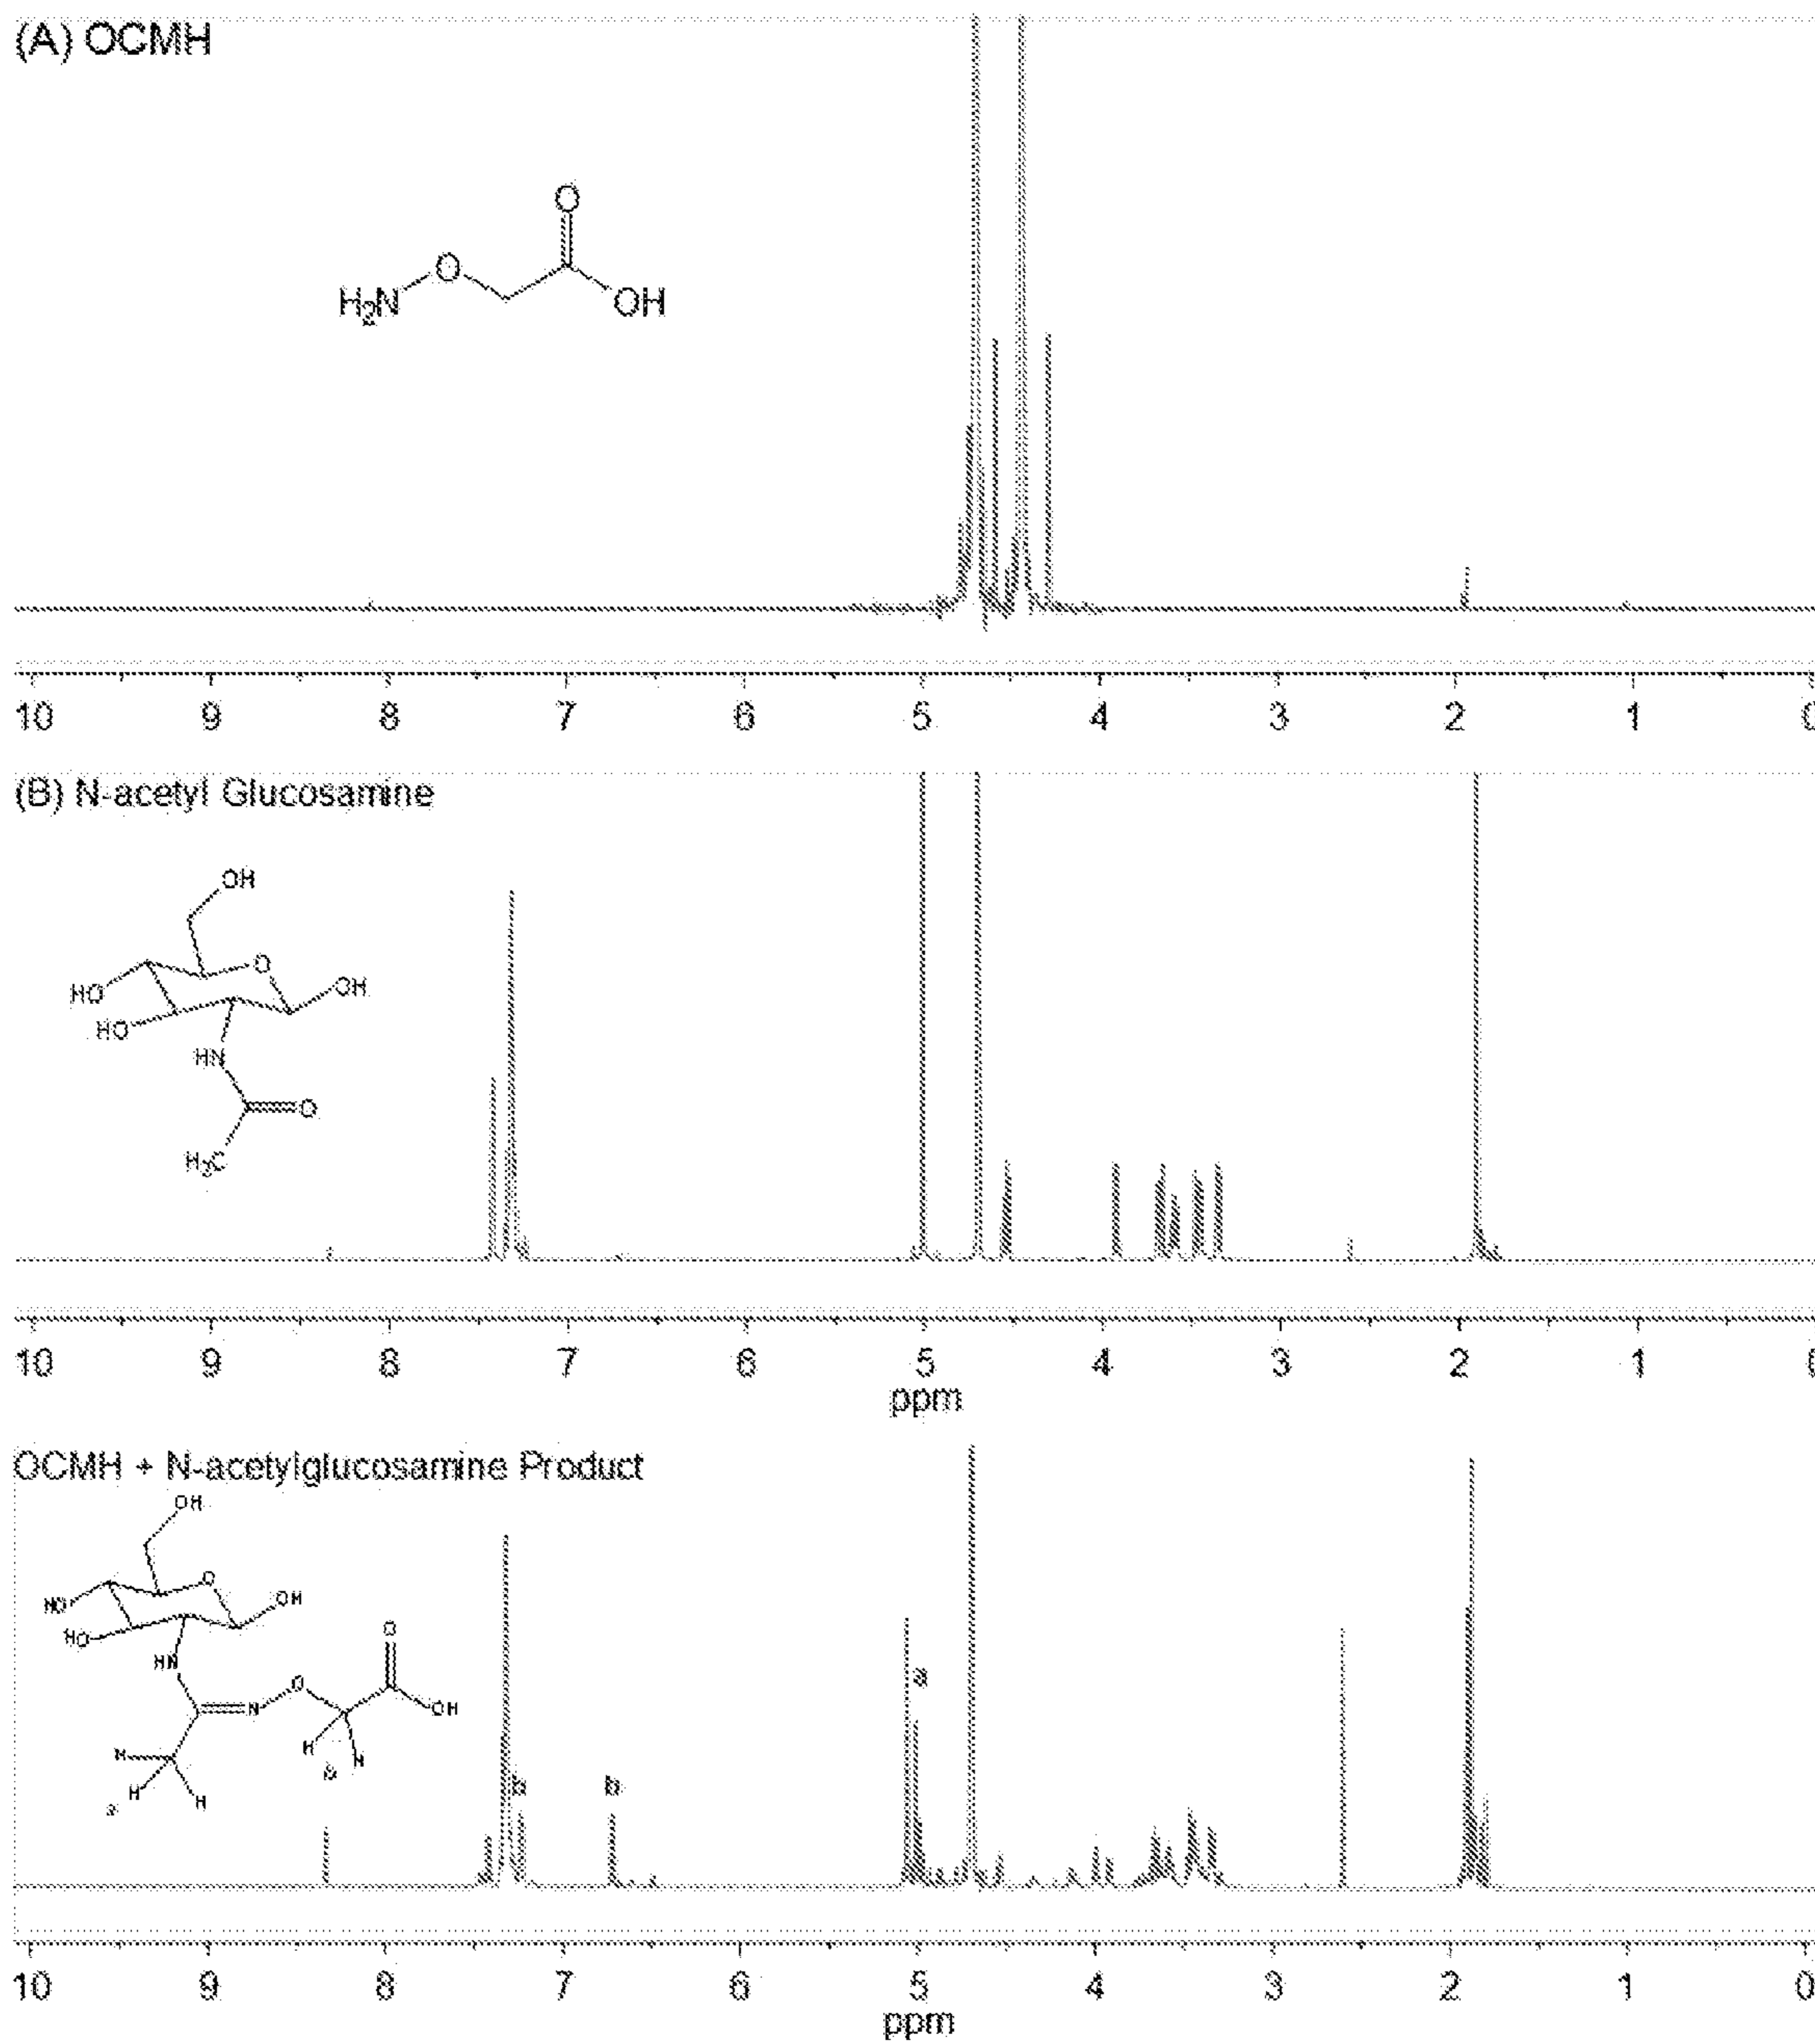 (A) OCMH
O
O
H2N
OH
10 9 8 7 6 5 4 3 2 1 0
(B) N-acetyl Glucosamine
OH
O
HO
OH
HO
HN
O
H3C
10 9 8 7 6 5 4 3 2 1 0
ppm
OCMH + N-acetylglucosamine Product
OH
O
HO
OH
HO
O
HN
a
O
N
OH
H
H
H
b
b
b
H
H
a
10 9 8 7 6 5 4 3 2 1 0
ppm